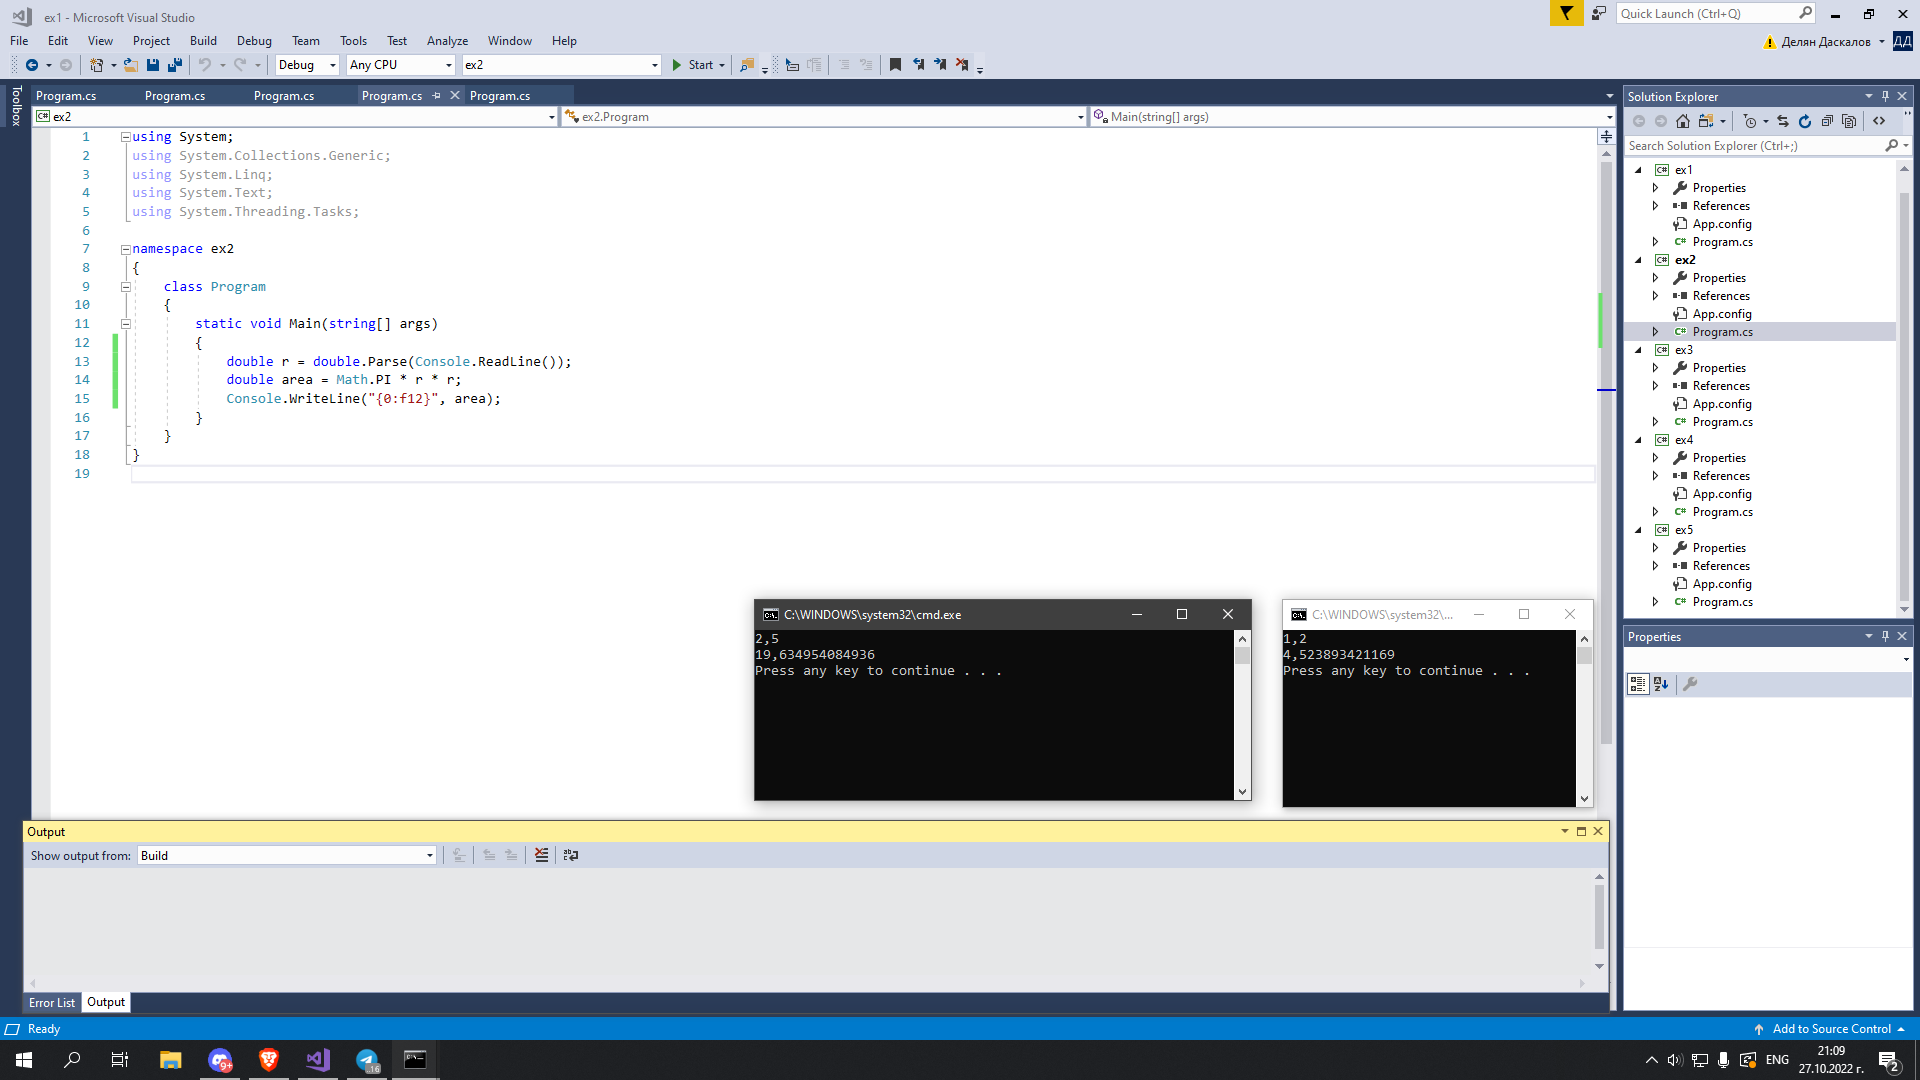 ex1 - Microsoft Visual Studio
Quick Launch (Ctrl+Q)
File Edit View Project Build Debug Team Tools Test Analyze Window Help
Делян Даскалов ДД
Debug Any CPU ex2 Start
Toolbox
Program.cs Program.cs Program.cs Program.cs Program.cs
C# ex2 ex2.Program Main(string[] args)
1 using System;
2 using System.Collections.Generic;
3 using System.Linq;
4 using System.Text;
5 using System.Threading.Tasks;
6
7 namespace ex2
8 {
9 class Program
10 {
11 static void Main(string[] args)
12 {
13 double r = double.Parse(Console.ReadLine());
14 double area = Math.PI * r * r;
15 Console.WriteLine("{0:f12}", area);
16 }
17 }
18 }
19
C:\WINDOWS\system32\cmd.exe
2,5
19,634954084936
Press any key to continue . . .
C:\WINDOWS\system32\...
1,2
4,523893421169
Press any key to continue . . .
Output
Show output from: Build
Error List Output
Solution Explorer
Search Solution Explorer (Ctrl+;)
C# ex1
Properties
References
App.config
C# Program.cs
C# ex2
Properties
References
App.config
C# Program.cs
C# ex3
Properties
References
App.config
C# Program.cs
C# ex4
Properties
References
App.config
C# Program.cs
C# ex5
Properties
References
App.config
C# Program.cs
Properties
Ready
Add to Source Control
9+
16
ENG
21:09
27.10.2022 г.
2